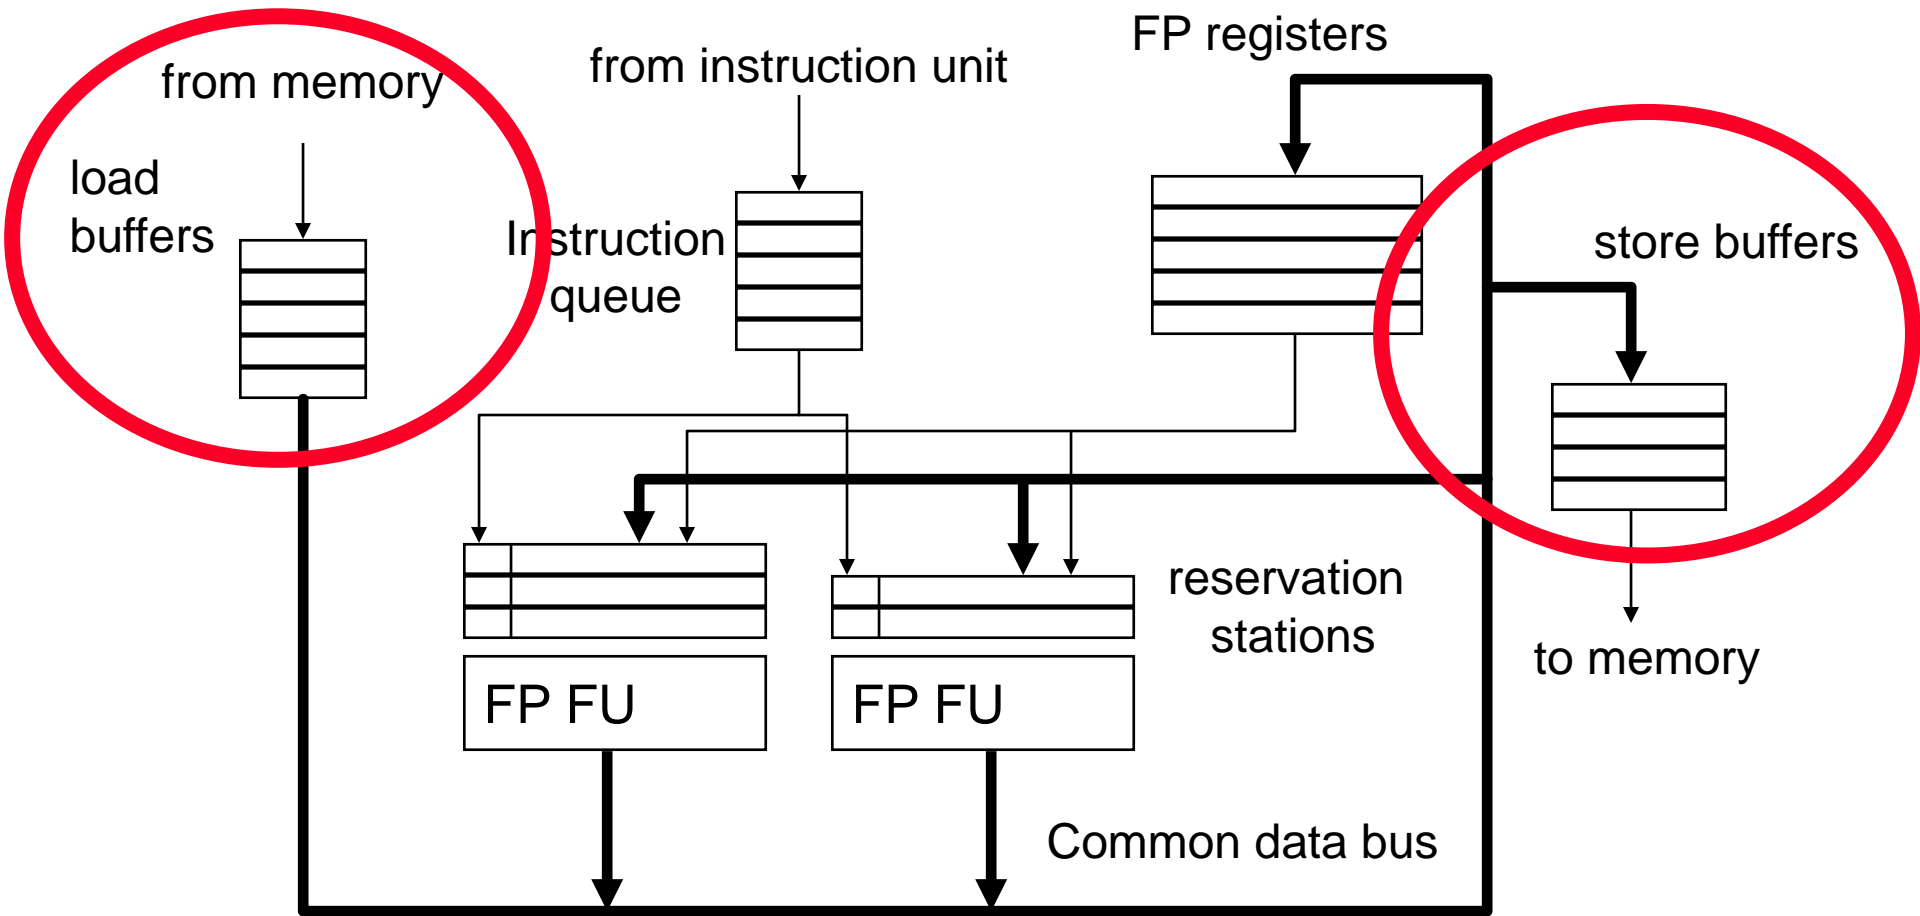 FP registers
from instruction unit
from memory
load
buffers
Instruction
queue
store buffers
reservation
stations
to memory
FP FU
FP FU
Common data bus